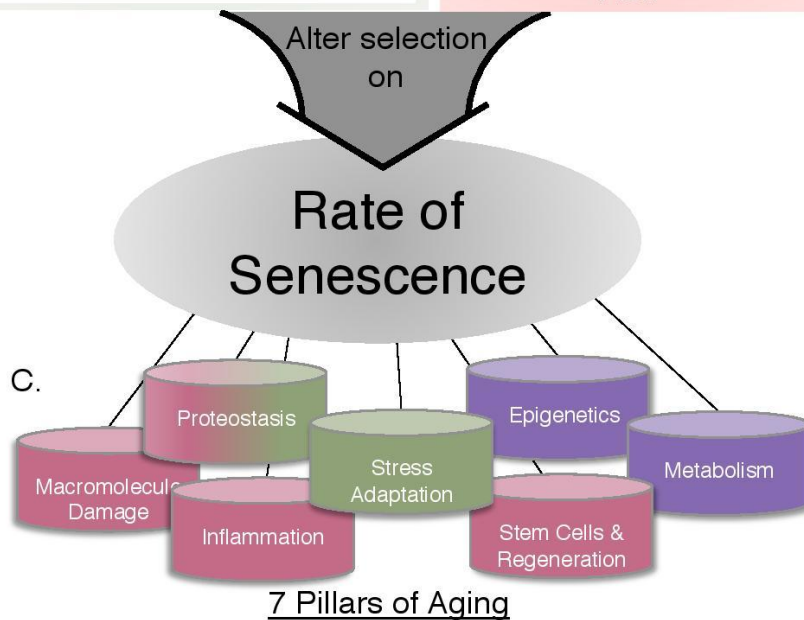 Alter selection
on
Rate of
Senescence
C.
Proteostasis
Epigenetics
Macromolecule
Damage
Stress
Adaptation
Metabolism
Inflammation
Stem Cells &
Regeneration
7 Pillars of Aging